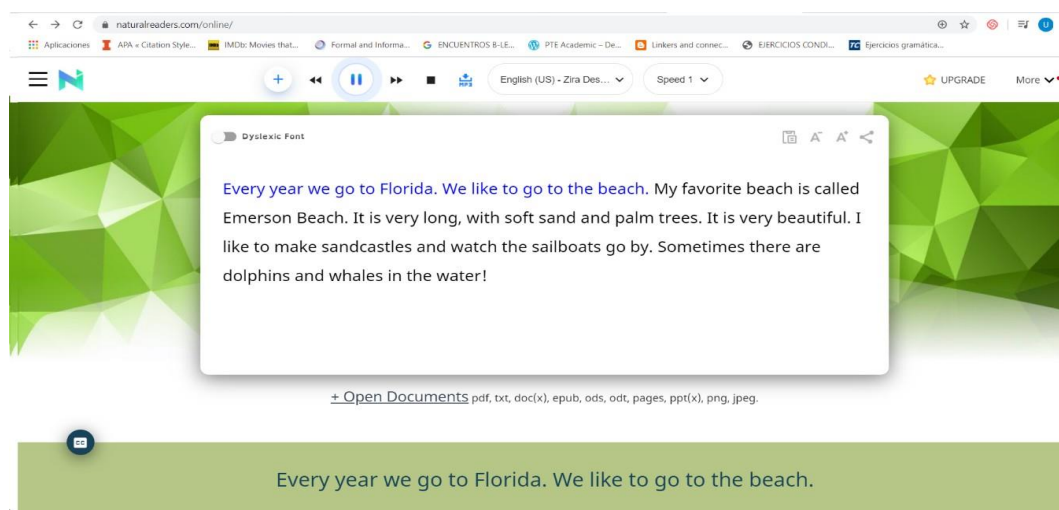 naturalreaders.com/online/
Aplicaciones APA « Citation Style... IMDb: Movies that... Formal and Informa... ENCUENTROS B-LE... PTE Academic – De... Linkers and connec... EJERCICIOS CONDI... Ejercicios gramática...
MP3 English (US) - Zira Des... Speed 1 UPGRADE More
Dyslexic Font A- A+
Every year we go to Florida. We like to go to the beach. My favorite beach is called
Emerson Beach. It is very long, with soft sand and palm trees. It is very beautiful. I
like to make sandcastles and watch the sailboats go by. Sometimes there are
dolphins and whales in the water!
+ Open Documents pdf, txt, doc(x), epub, ods, odt, pages, ppt(x), png, jpeg.
CC
Every year we go to Florida. We like to go to the beach.